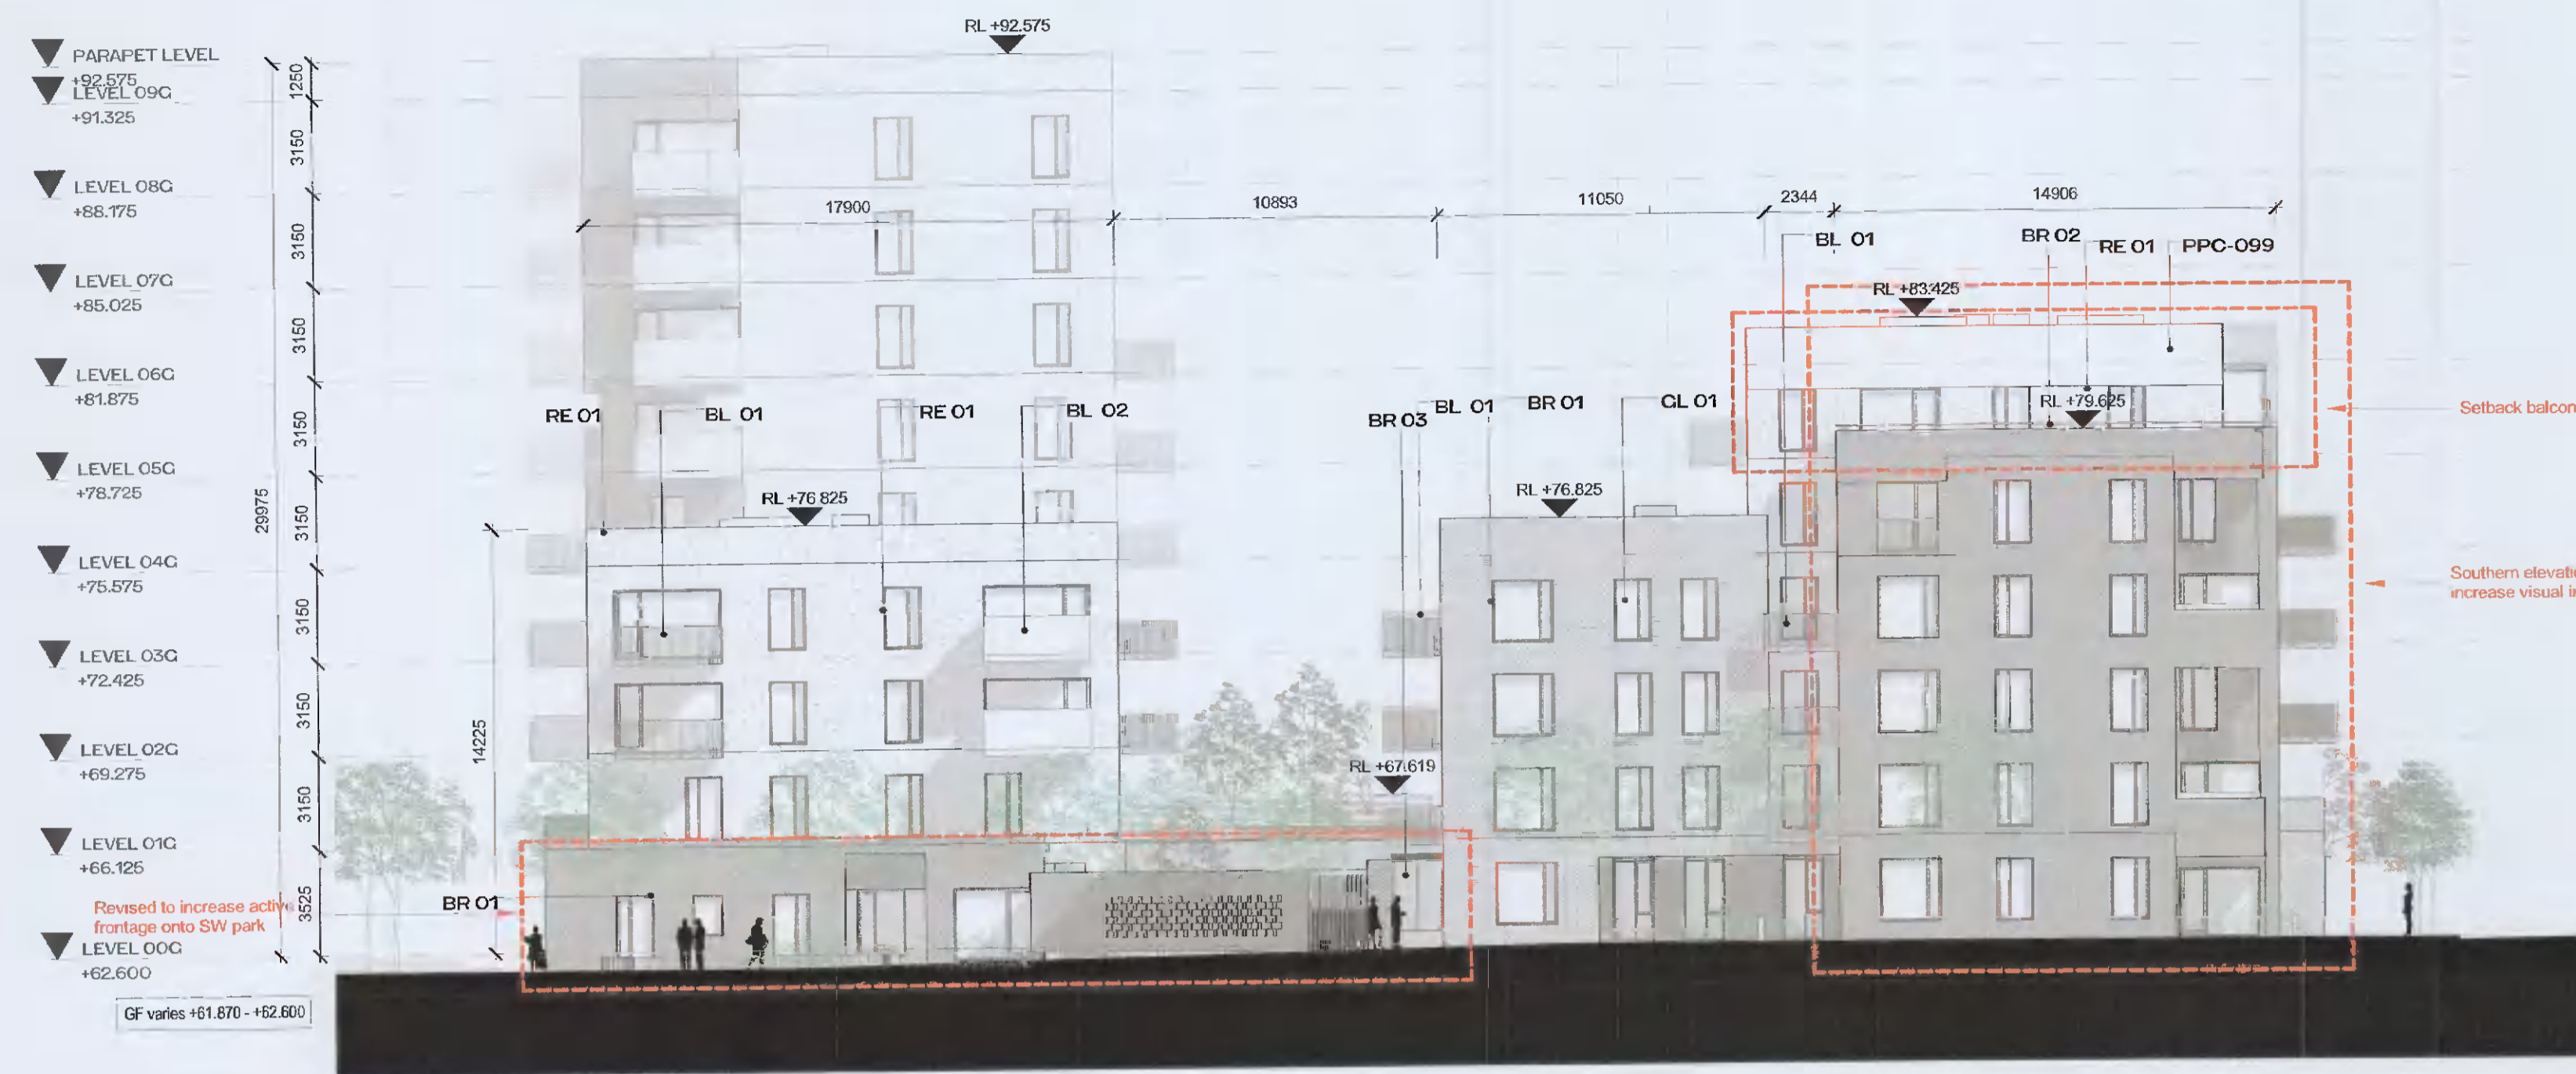 PARAPET LEVEL
+92.575
LEVEL 09G
+91.325
LEVEL 08G
+88.175
LEVEL 07G
+85.025
LEVEL 06G
+81.875
LEVEL 05G
+78.725
LEVEL 04G
+75.575
LEVEL 03G
+72.425
LEVEL 02G
+69.275
LEVEL 01G
+66.125
Revised to increase active
frontage onto SW park
LEVEL 00G
+62.600
GF varies +61.870 - +62.600
29975
1250
3150
3150
3150
3150
3150
3150
3150
3150
3150
3525
14225
RL +92.575
17900
10893
11050
2344
14906
BL 01
BR 02
RE 01
PPC-099
RL +83.425
RL +79.625
Setback balcon
RE 01
BL 01
RE 01
BL 02
BR 03
BL 01
BR 01
GL 01
RL +76.825
RL +76.825
Southern elevati
increase visual i
RL +67.619
BR 01